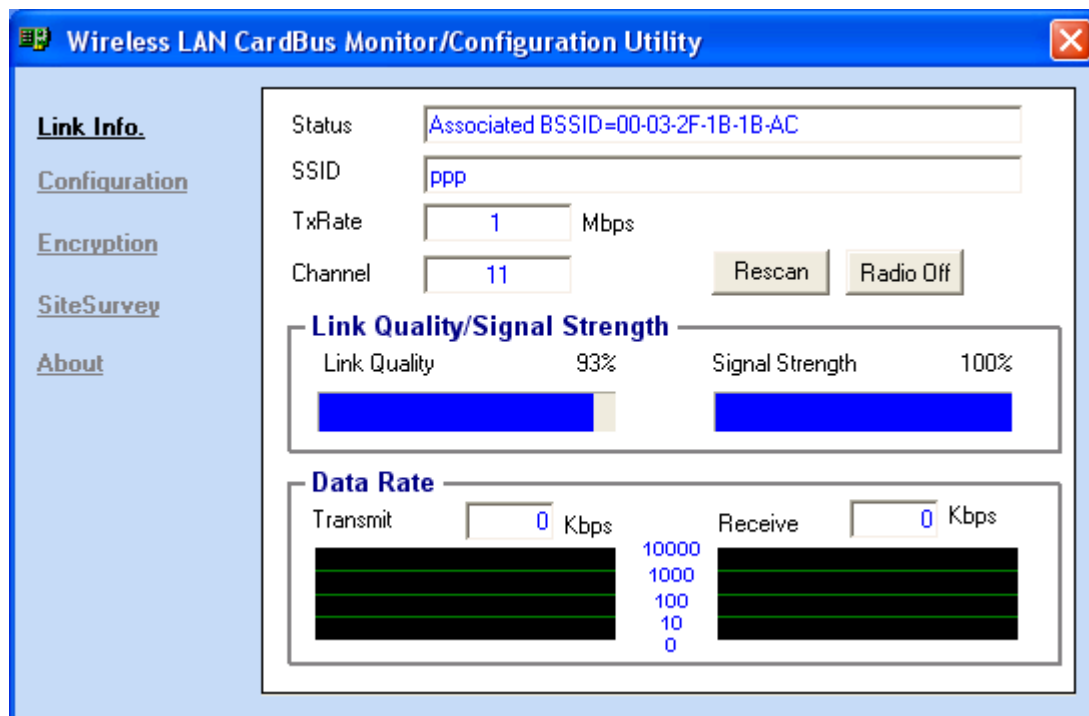 Wireless LAN CardBus Monitor/Configuration Utility
Link Info.
Configuration
Encryption
SiteSurvey
About
Status Associated BSSID=00-03-2F-1B-1B-AC
SSID ppp
TxRate 1 Mbps
Channel 11 Rescan Radio Off
Link Quality/Signal Strength
Link Quality 93% Signal Strength 100%
Data Rate
Transmit 0 Kbps Receive 0 Kbps
10000
1000
100
10
0